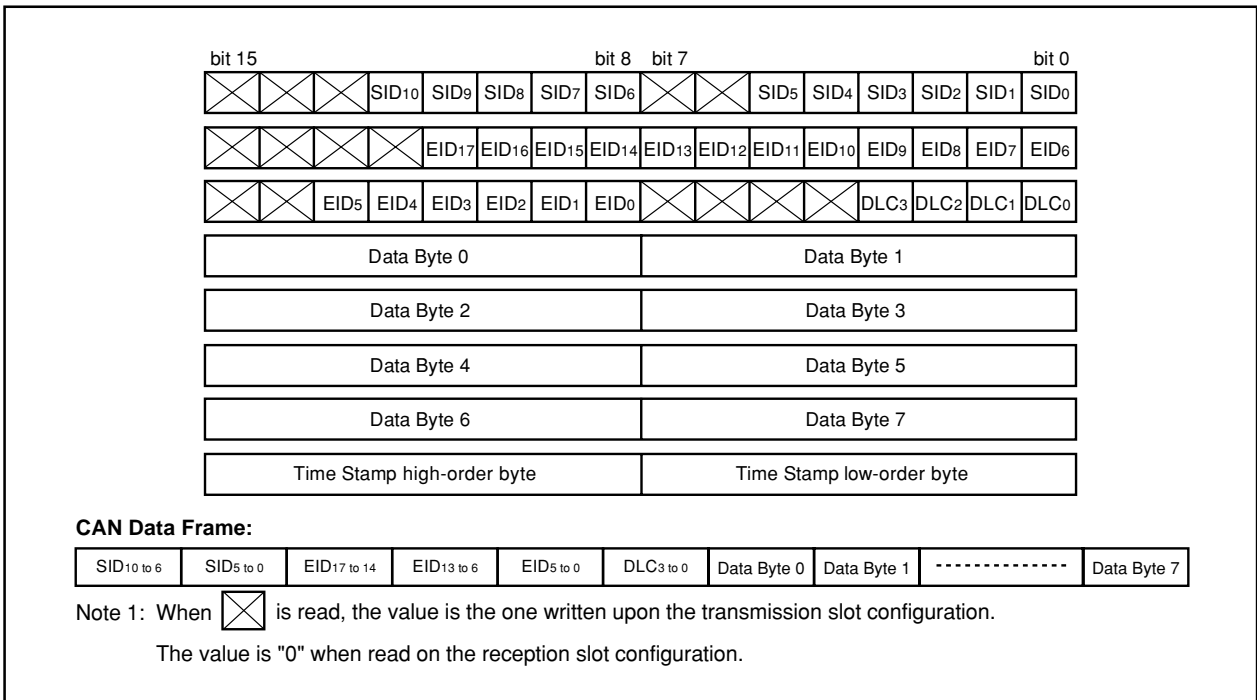 bit 15 bit 8 bit 7 bit 0
SID10 SID9 SID8 SID7 SID6 SID5 SID4 SID3 SID2 SID1 SID0
EID17 EID16 EID15 EID14 EID13 EID12 EID11 EID10 EID9 EID8 EID7 EID6
EID5 EID4 EID3 EID2 EID1 EID0 DLC3 DLC2 DLC1 DLC0
Data Byte 0 Data Byte 1
Data Byte 2 Data Byte 3
Data Byte 4 Data Byte 5
Data Byte 6 Data Byte 7
Time Stamp high-order byte Time Stamp low-order byte
CAN Data Frame:
SID10 to 6 SID5 to 0 EID17 to 14 EID13 to 6 EID5 to 0 DLC3 to 0 Data Byte 0 Data Byte 1 Data Byte 7
Note 1: When is read, the value is the one written upon the transmission slot configuration.
The value is "0" when read on the reception slot configuration.